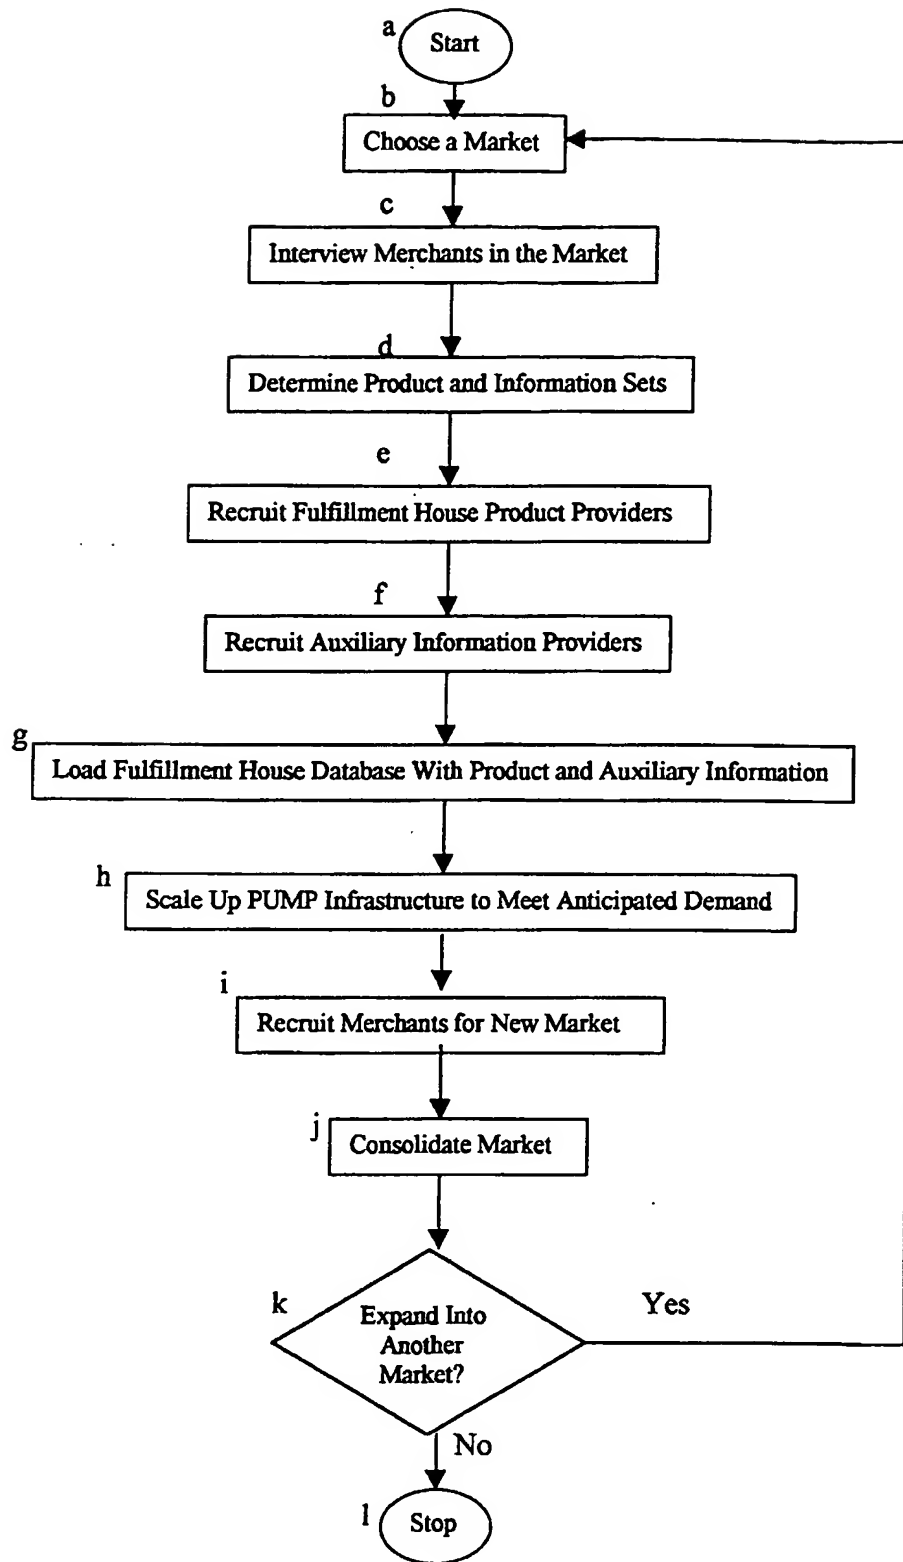 a
Start
b
Choose a Market
c
Interview Merchants in the Market
d
Determine Product and Information Sets
e
Recruit Fulfillment House Product Providers
f
Recruit Auxiliary Information Providers
g
Load Fulfillment House Database With Product and Auxiliary Information
h
Scale Up PUMP Infrastructure to Meet Anticipated Demand
i
Recruit Merchants for New Market
j
Consolidate Market
k
Expand Into
Another
Market?
Yes
No
l
Stop